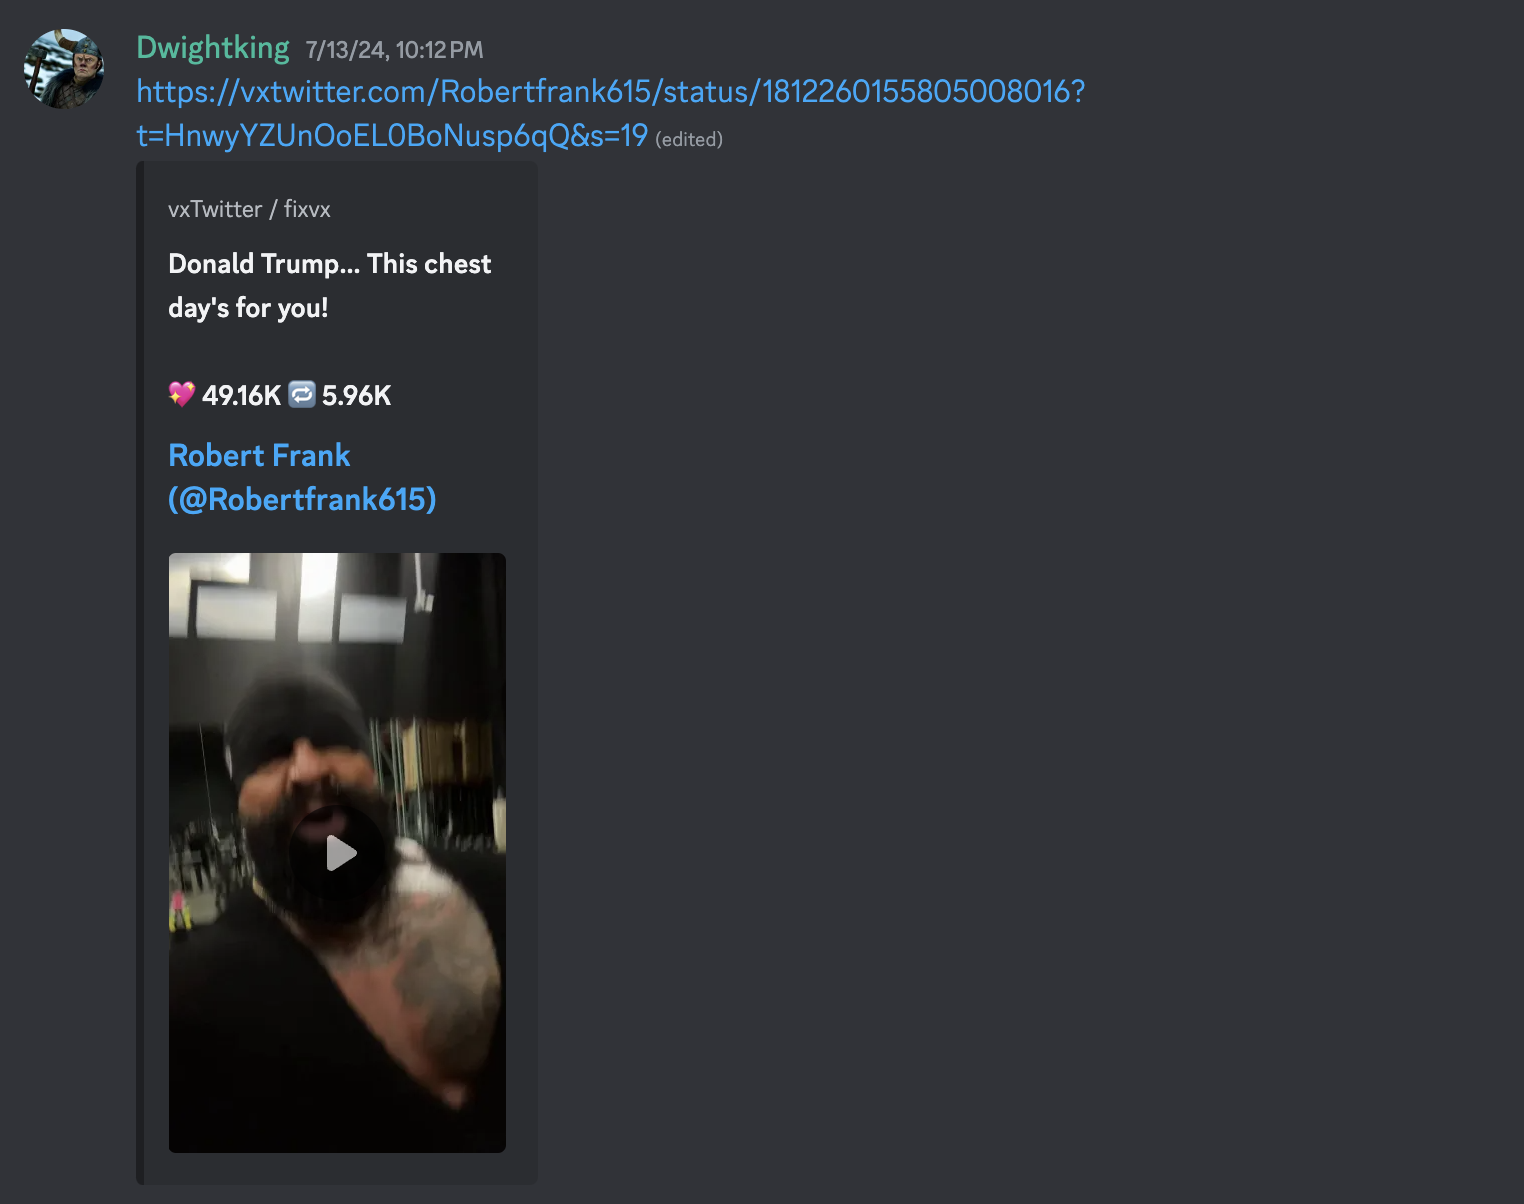 Dwightking 7/13/24, 10:12 PM
https://vxtwitter.com/Robertfrank615/status/1812260155805008016?
t=HnwyYZUnOoEL0BoNusp6qQ&s=19 (edited)
vxTwitter / fixvx
Donald Trump... This chest
day's for you!
💖 49.16K 🔁 5.96K
Robert Frank
(@Robertfrank615)